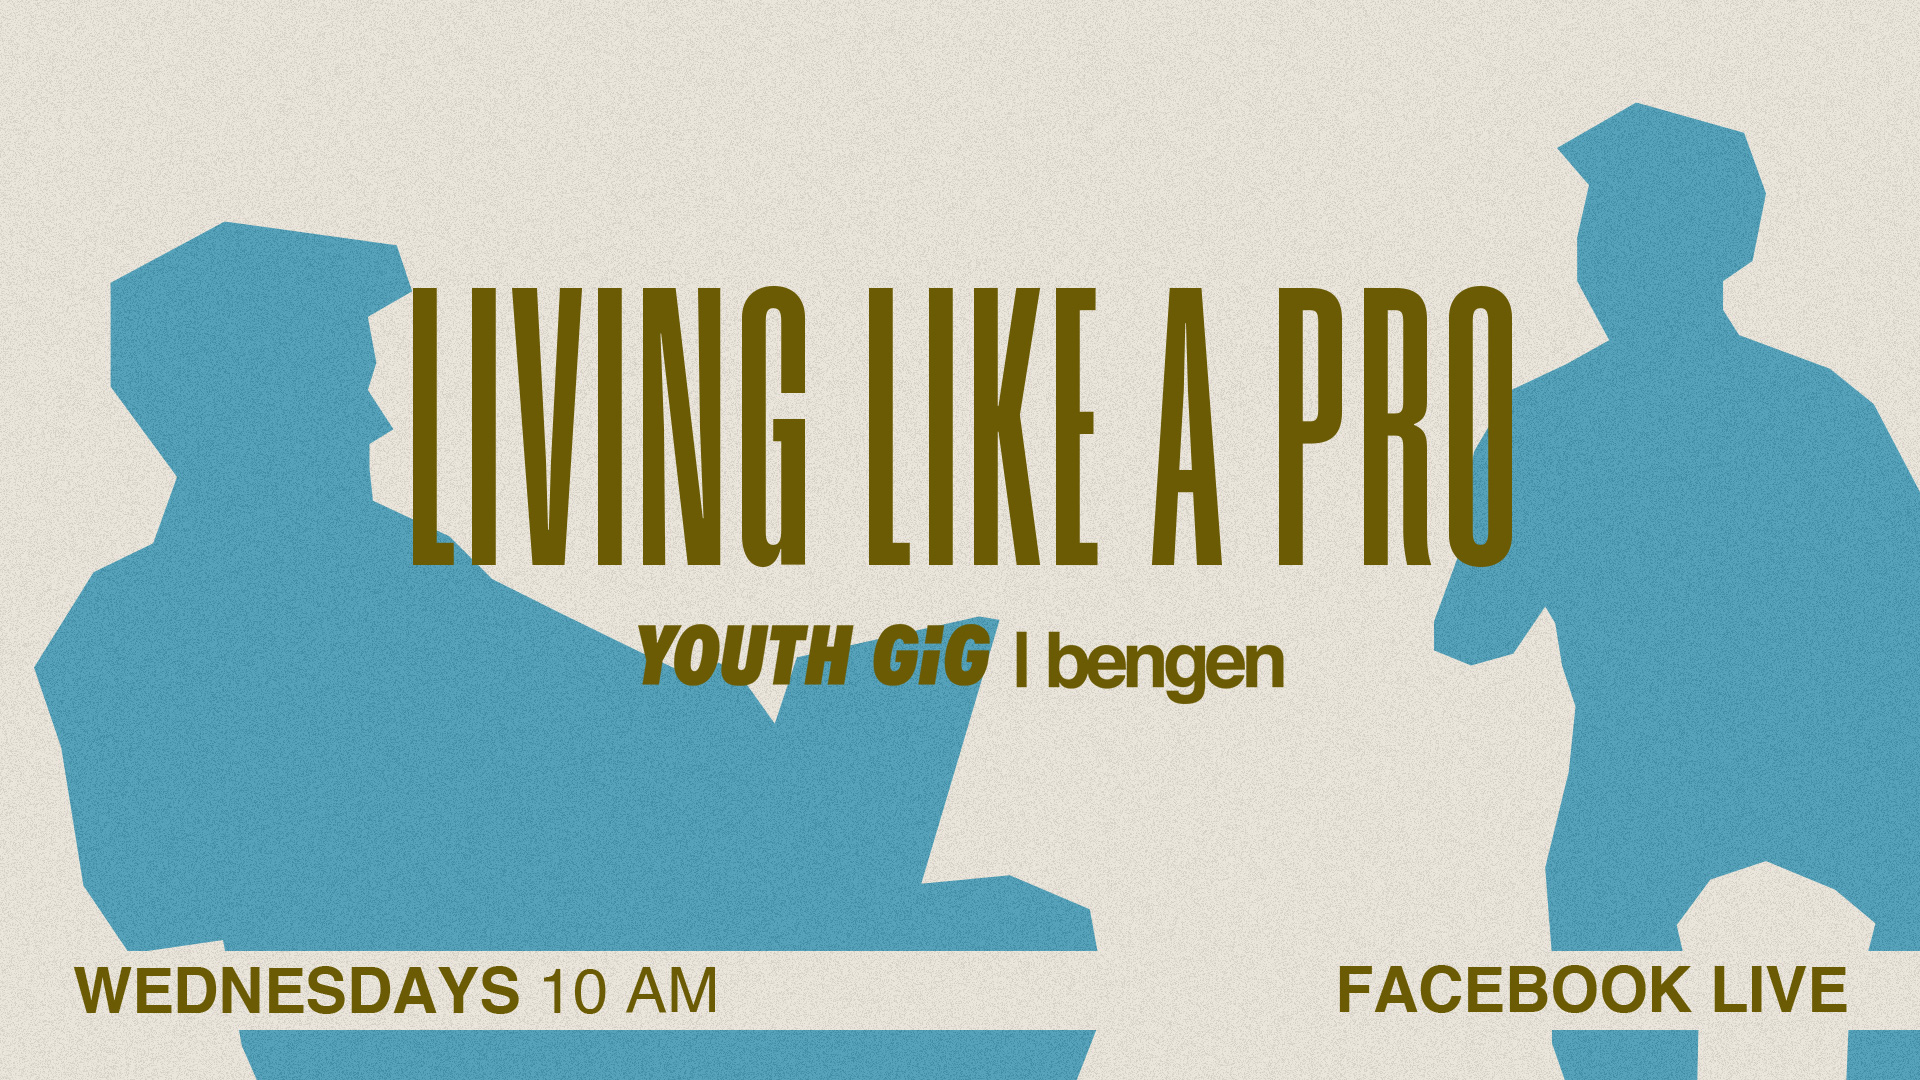 LIVING LIKE A PRO
YOUTH GiG | bengen
WEDNESDAYS 10 AM
FACEBOOK LIVE